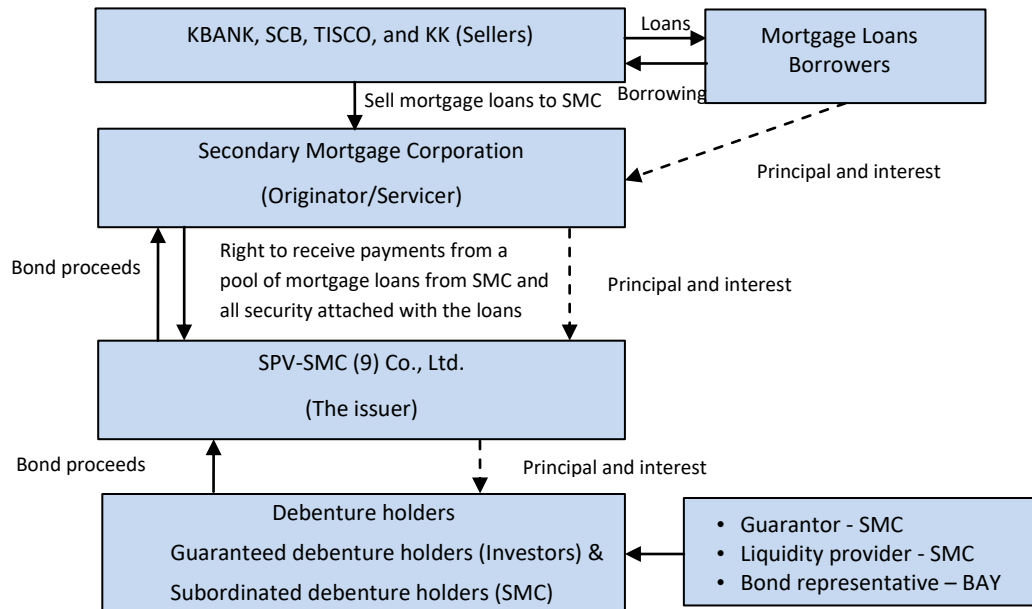 KBANK, SCB, TISCO, and KK (Sellers)
Loans
Mortgage Loans
Borrowers
Borrowing
Sell mortgage loans to SMC
Secondary Mortgage Corporation
(Originator/Servicer)
Principal and interest
Bond proceeds
Right to receive payments from a
pool of mortgage loans from SMC and
all security attached with the loans
Principal and interest
SPV-SMC (9) Co., Ltd.
(The issuer)
Bond proceeds
Principal and interest
Debenture holders
Guaranteed debenture holders (Investors) &
Subordinated debenture holders (SMC)
• Guarantor - SMC
• Liquidity provider - SMC
• Bond representative – BAY